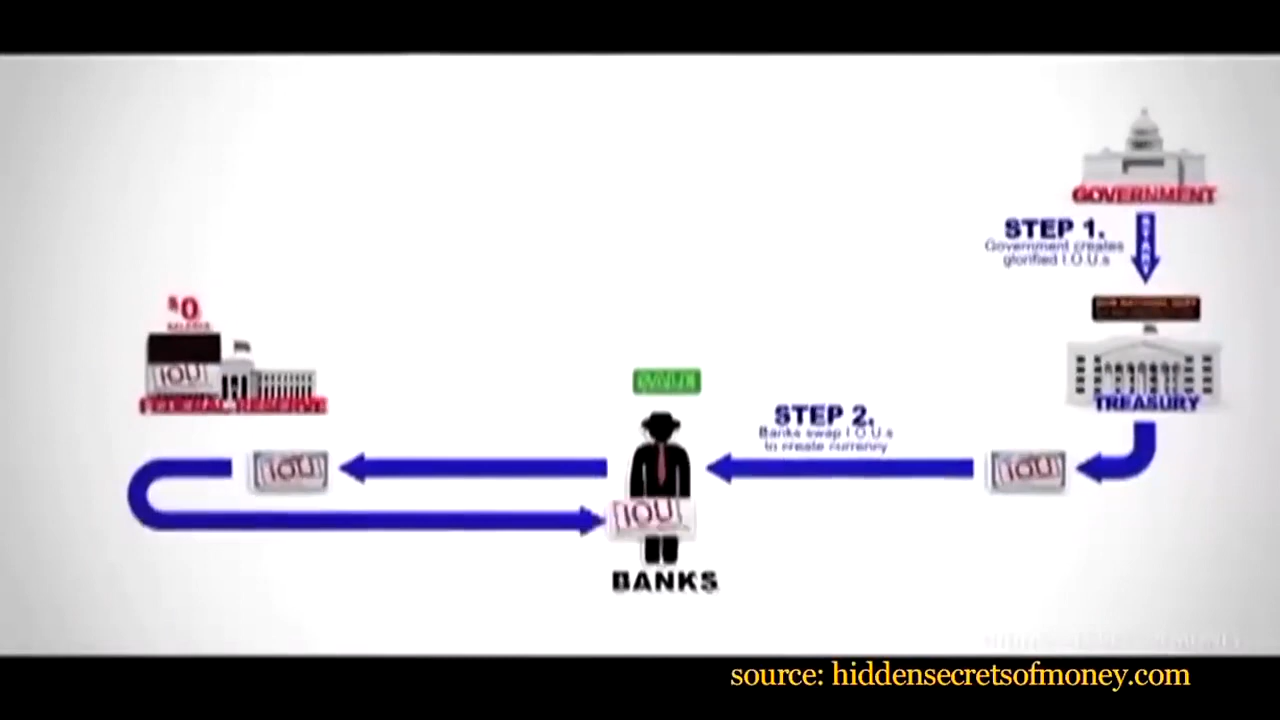 GOVERNMENT
STEP 1.
Government creates
glorified I.O.U.s
START
$0
IOU
FEDERAL RESERVE
TREASURY
STEP 2.
Banks swap I.O.U.s
to create currency
IOU
IOU
IOU
BANKS
source: hiddensecretsofmoney.com